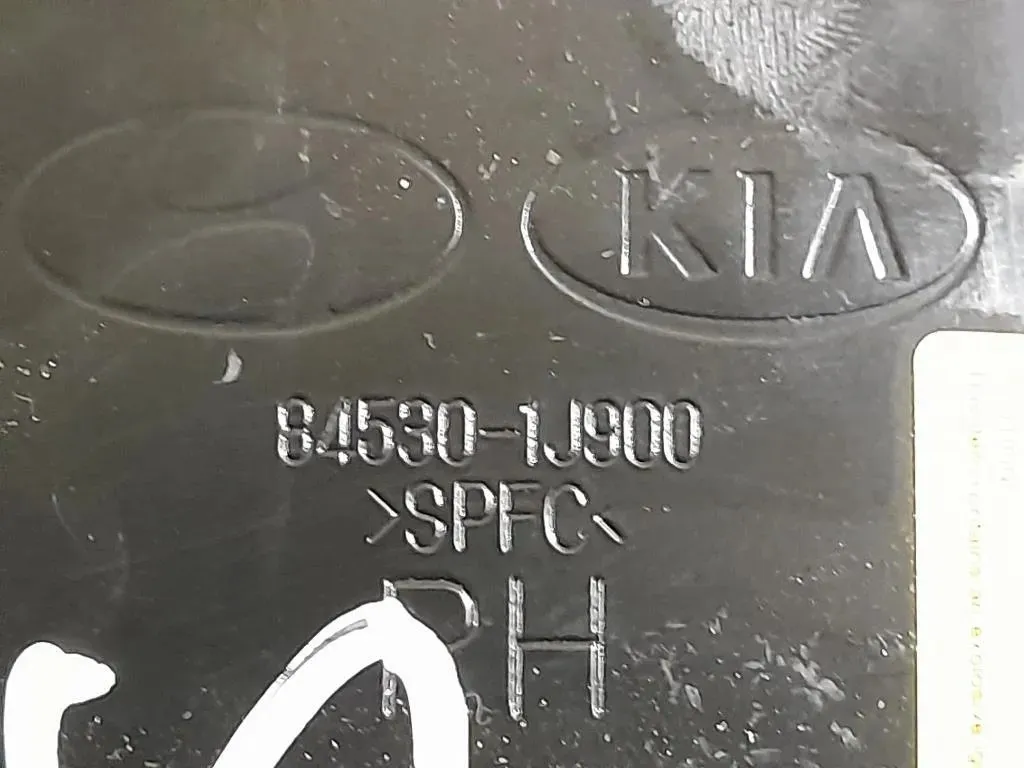 KIA
84530-1J900
>SPFC<
RH